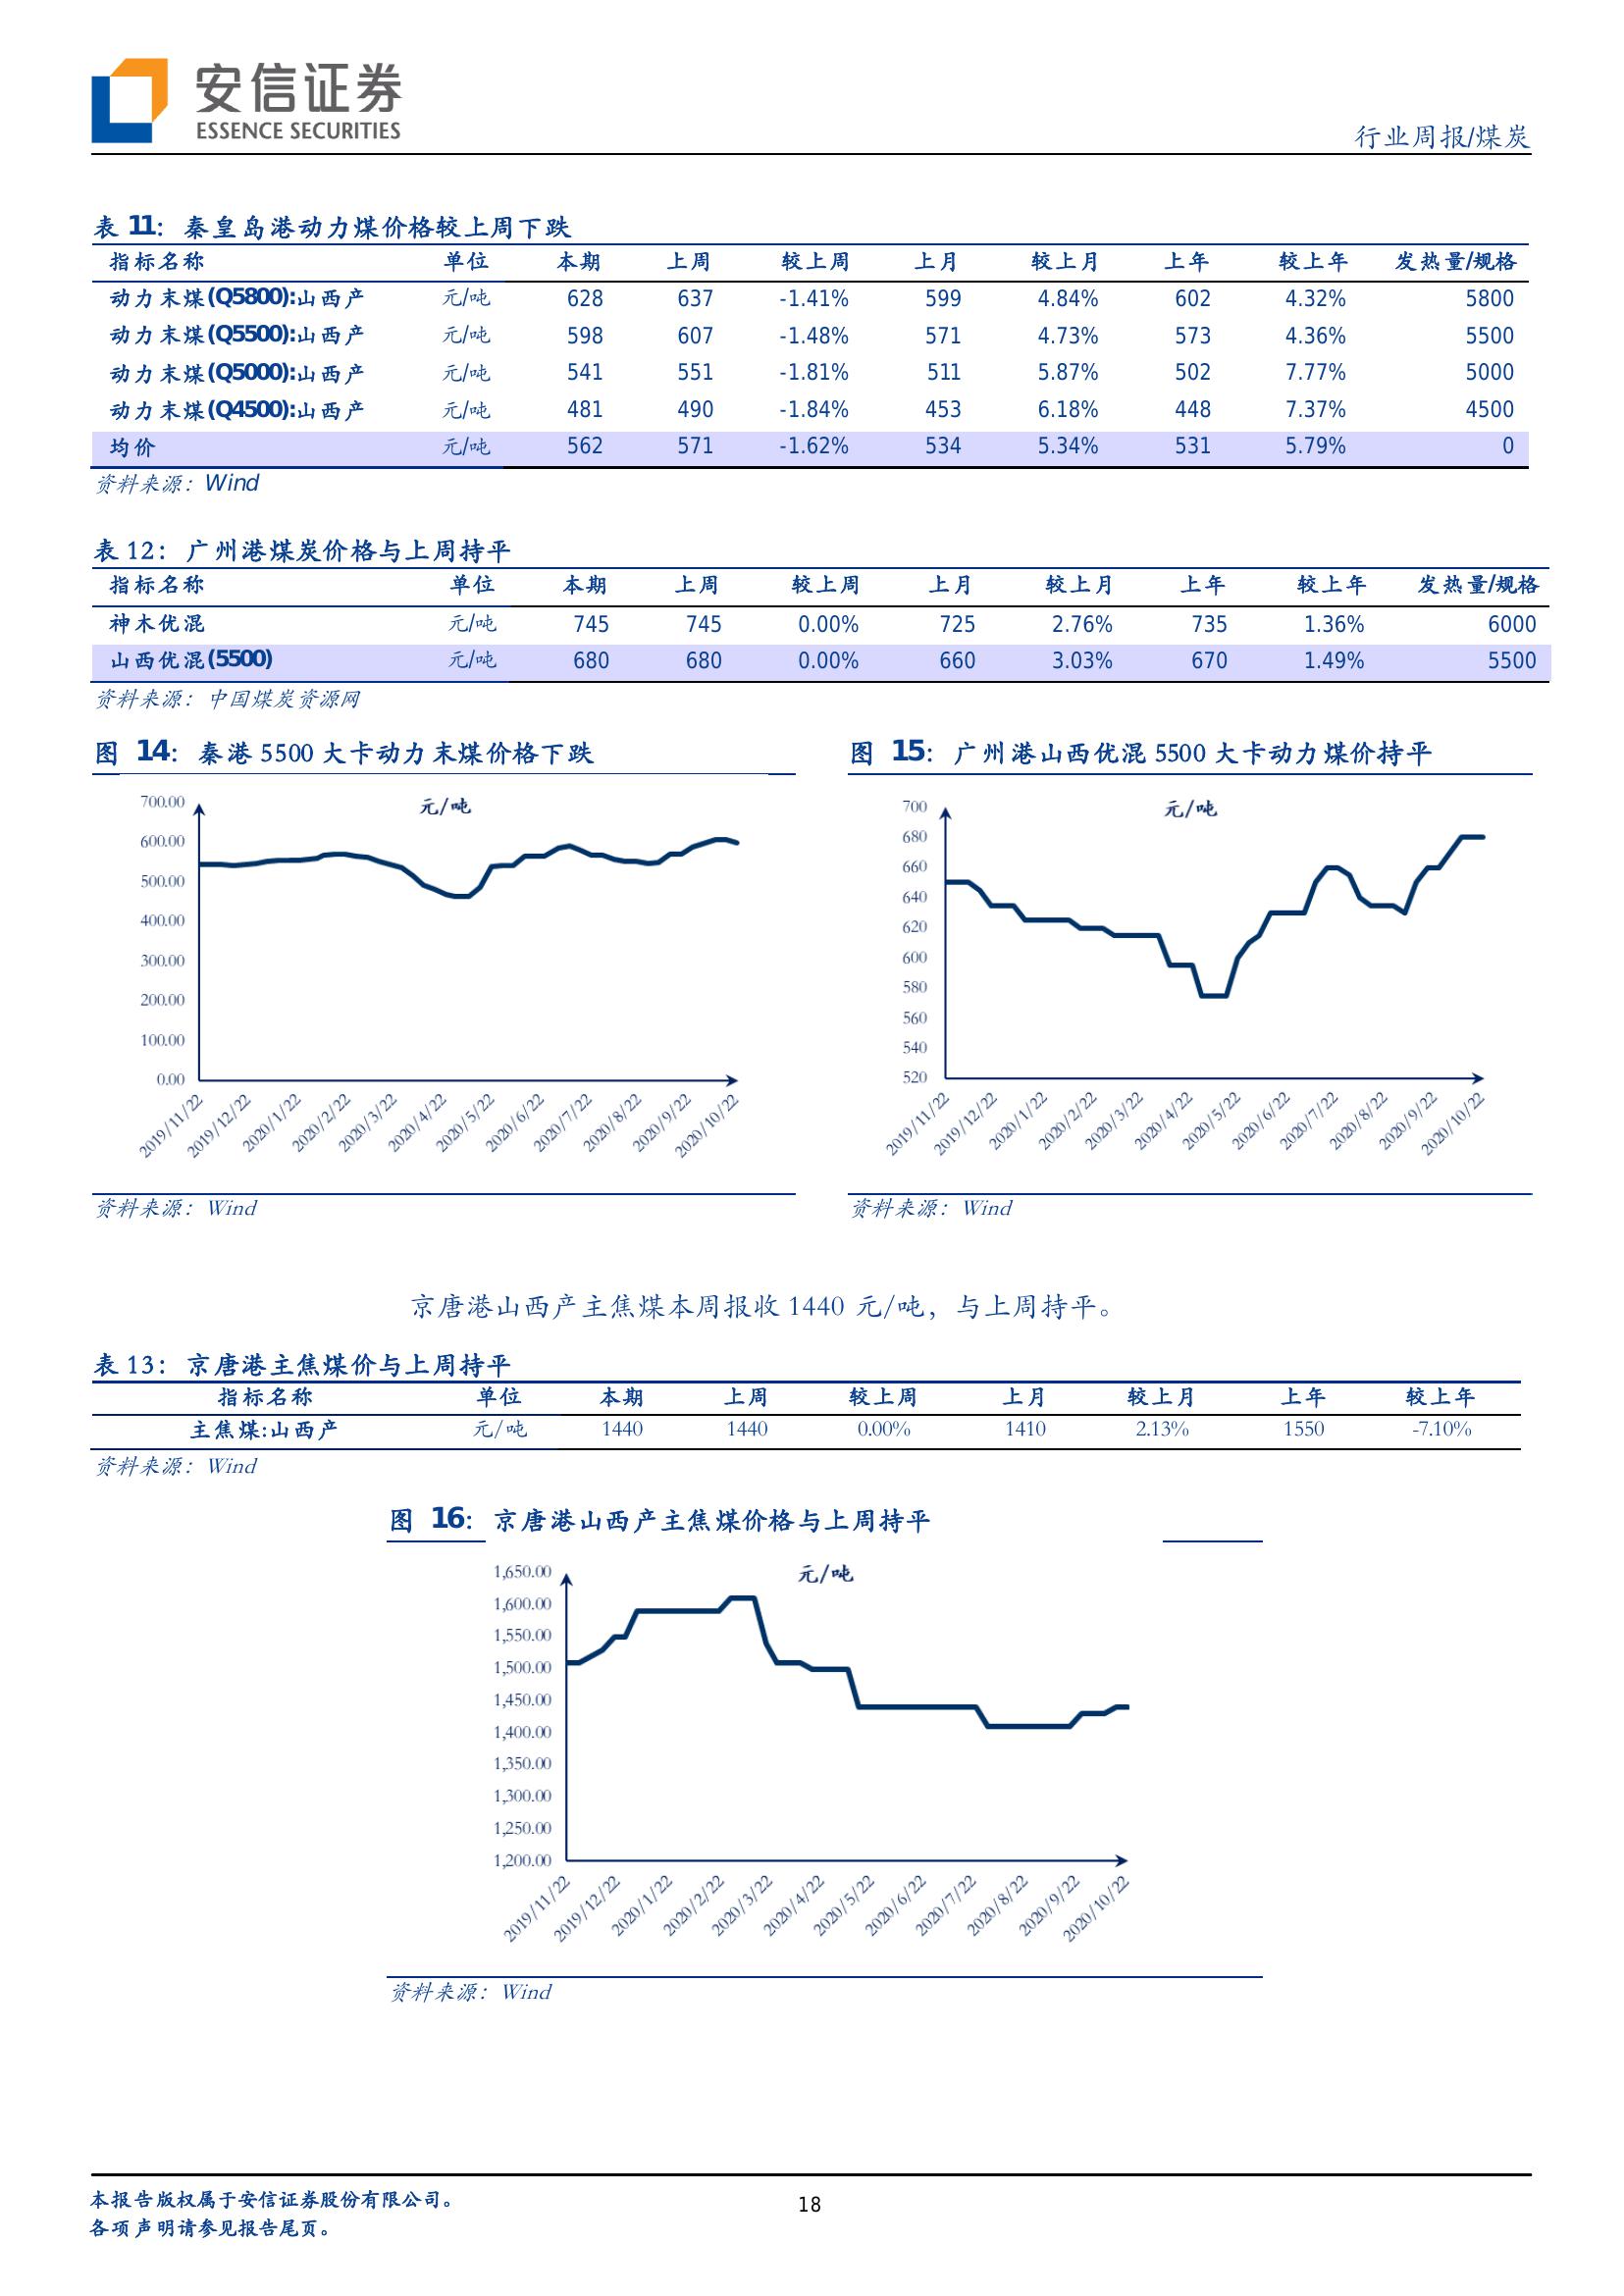 安信证券
ESSENCE SECURITIES
行业周报/煤炭
表 11: 秦皇岛港动力煤价格较上周下跌
指标名称 单位 本期 上周 较上周 上月 较上月 上年 较上年 发热量/规格
动力末煤(Q5800):山西产 元/吨 628 637 -1.41% 599 4.84% 602 4.32% 5800
动力末煤(Q5500):山西产 元/吨 598 607 -1.48% 571 4.73% 573 4.36% 5500
动力末煤(Q5000):山西产 元/吨 541 551 -1.81% 511 5.87% 502 7.77% 5000
动力末煤(Q4500):山西产 元/吨 481 490 -1.84% 453 6.18% 448 7.37% 4500
均价 元/吨 562 571 -1.62% 534 5.34% 531 5.79% 0
资料来源：Wind
表 12: 广州港煤炭价格与上周持平
指标名称 单位 本期 上周 较上周 上月 较上月 上年 较上年 发热量/规格
神木优混 元/吨 745 745 0.00% 725 2.76% 735 1.36% 6000
山西优混(5500) 元/吨 680 680 0.00% 660 3.03% 670 1.49% 5500
资料来源：中国煤炭资源网
图 14: 秦港 5500 大卡动力末煤价格下跌
元/吨
700.00
600.00
500.00
400.00
300.00
200.00
100.00
0.00
2019/11/22 2019/12/22 2020/1/22 2020/2/22 2020/3/22 2020/4/22 2020/5/22 2020/6/22 2020/7/22 2020/8/22 2020/9/22 2020/10/22
资料来源：Wind
图 15: 广州港山西优混 5500 大卡动力煤价持平
元/吨
700
680
660
640
620
600
580
560
540
520
2019/11/22 2019/12/22 2020/1/22 2020/2/22 2020/3/22 2020/4/22 2020/5/22 2020/6/22 2020/7/22 2020/8/22 2020/9/22 2020/10/22
资料来源：Wind
京唐港山西产主焦煤本周报收 1440 元/吨，与上周持平。
表 13: 京唐港主焦煤价与上周持平
指标名称 单位 本期 上周 较上周 上月 较上月 上年 较上年
主焦煤:山西产 元/吨 1440 1440 0.00% 1410 2.13% 1550 -7.10%
资料来源：Wind
图 16: 京唐港山西产主焦煤价格与上周持平
元/吨
1,650.00
1,600.00
1,550.00
1,500.00
1,450.00
1,400.00
1,350.00
1,300.00
1,250.00
1,200.00
2019/11/22 2019/12/22 2020/1/22 2020/2/22 2020/3/22 2020/4/22 2020/5/22 2020/6/22 2020/7/22 2020/8/22 2020/9/22 2020/10/22
资料来源：Wind
本报告版权属于安信证券股份有限公司。
各项声明请参见报告尾页。
18